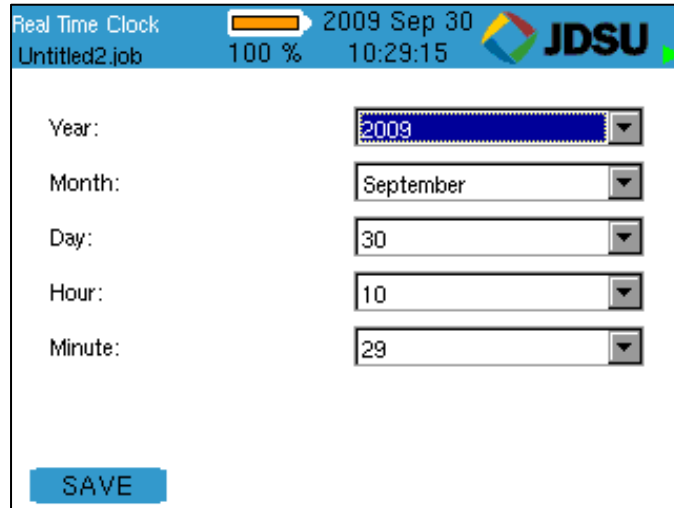 Real Time Clock 2009 Sep 30 JDSU
Untitled2.job 100 % 10:29:15
Year: 2009
Month: September
Day: 30
Hour: 10
Minute: 29
SAVE